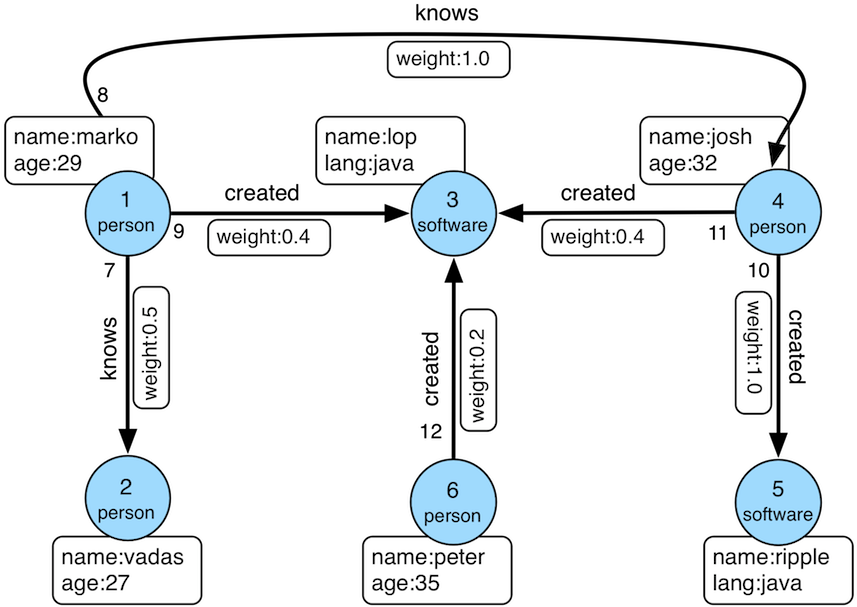 knows
weight:1.0
8
name:marko
age:29
name:lop
lang:java
name:josh
age:32
1
person
created
3
software
created
4
person
9
weight:0.4
weight:0.4
11
7
10
knows
weight:0.5
created
weight:0.2
weight:1.0
created
12
2
person
6
person
5
software
name:vadas
age:27
name:peter
age:35
name:ripple
lang:java